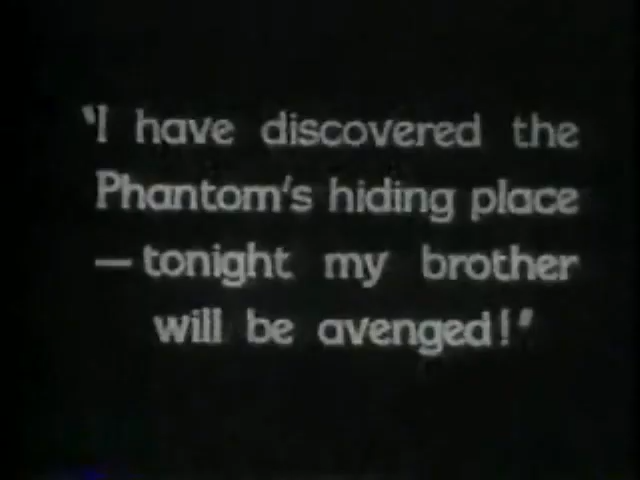 "I have discovered the
Phantom's hiding place
—tonight my brother
will be avenged!"